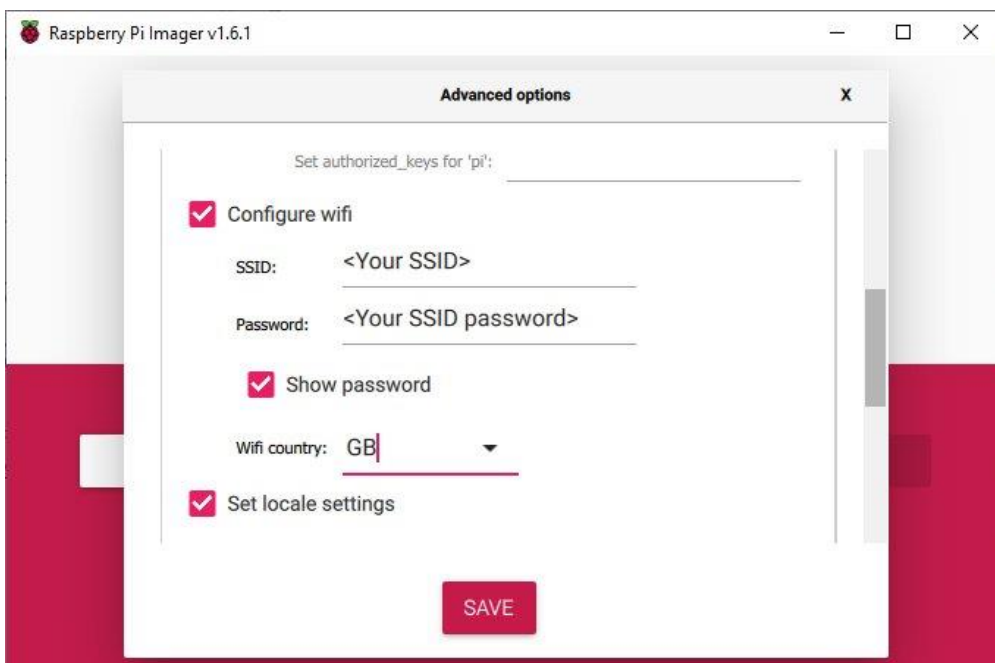 Raspberry Pi Imager v1.6.1
Advanced options X
Set authorized_keys for 'pi':
Configure wifi
SSID: <Your SSID>
Password: <Your SSID password>
Show password
Wifi country: GB
Set locale settings
SAVE